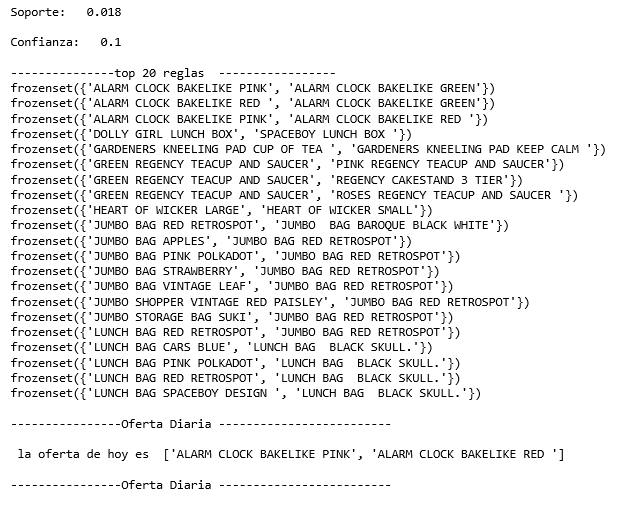 Soporte:   0.018
Confianza:   0.1
---------------top 20 reglas  -----------------
frozenset({'ALARM CLOCK BAKELIKE PINK', 'ALARM CLOCK BAKELIKE GREEN'})
frozenset({'ALARM CLOCK BAKELIKE RED ', 'ALARM CLOCK BAKELIKE GREEN'})
frozenset({'ALARM CLOCK BAKELIKE PINK', 'ALARM CLOCK BAKELIKE RED '})
frozenset({'DOLLY GIRL LUNCH BOX', 'SPACEBOY LUNCH BOX '})
frozenset({'GARDENERS KNEELING PAD CUP OF TEA ', 'GARDENERS KNEELING PAD KEEP CALM '})
frozenset({'GREEN REGENCY TEACUP AND SAUCER', 'PINK REGENCY TEACUP AND SAUCER'})
frozenset({'GREEN REGENCY TEACUP AND SAUCER', 'REGENCY CAKESTAND 3 TIER'})
frozenset({'GREEN REGENCY TEACUP AND SAUCER', 'ROSES REGENCY TEACUP AND SAUCER '})
frozenset({'HEART OF WICKER LARGE', 'HEART OF WICKER SMALL'})
frozenset({'JUMBO BAG RED RETROSPOT', 'JUMBO  BAG BAROQUE BLACK WHITE'})
frozenset({'JUMBO BAG APPLES', 'JUMBO BAG RED RETROSPOT'})
frozenset({'JUMBO BAG PINK POLKADOT', 'JUMBO BAG RED RETROSPOT'})
frozenset({'JUMBO BAG STRAWBERRY', 'JUMBO BAG RED RETROSPOT'})
frozenset({'JUMBO BAG VINTAGE LEAF', 'JUMBO BAG RED RETROSPOT'})
frozenset({'JUMBO SHOPPER VINTAGE RED PAISLEY', 'JUMBO BAG RED RETROSPOT'})
frozenset({'JUMBO STORAGE BAG SUKI', 'JUMBO BAG RED RETROSPOT'})
frozenset({'LUNCH BAG RED RETROSPOT', 'JUMBO BAG RED RETROSPOT'})
frozenset({'LUNCH BAG CARS BLUE', 'LUNCH BAG  BLACK SKULL.'})
frozenset({'LUNCH BAG PINK POLKADOT', 'LUNCH BAG  BLACK SKULL.'})
frozenset({'LUNCH BAG RED RETROSPOT', 'LUNCH BAG  BLACK SKULL.'})
frozenset({'LUNCH BAG SPACEBOY DESIGN ', 'LUNCH BAG  BLACK SKULL.'})
----------------Oferta Diaria -------------------------
la oferta de hoy es  ['ALARM CLOCK BAKELIKE PINK', 'ALARM CLOCK BAKELIKE RED ']
----------------Oferta Diaria -------------------------